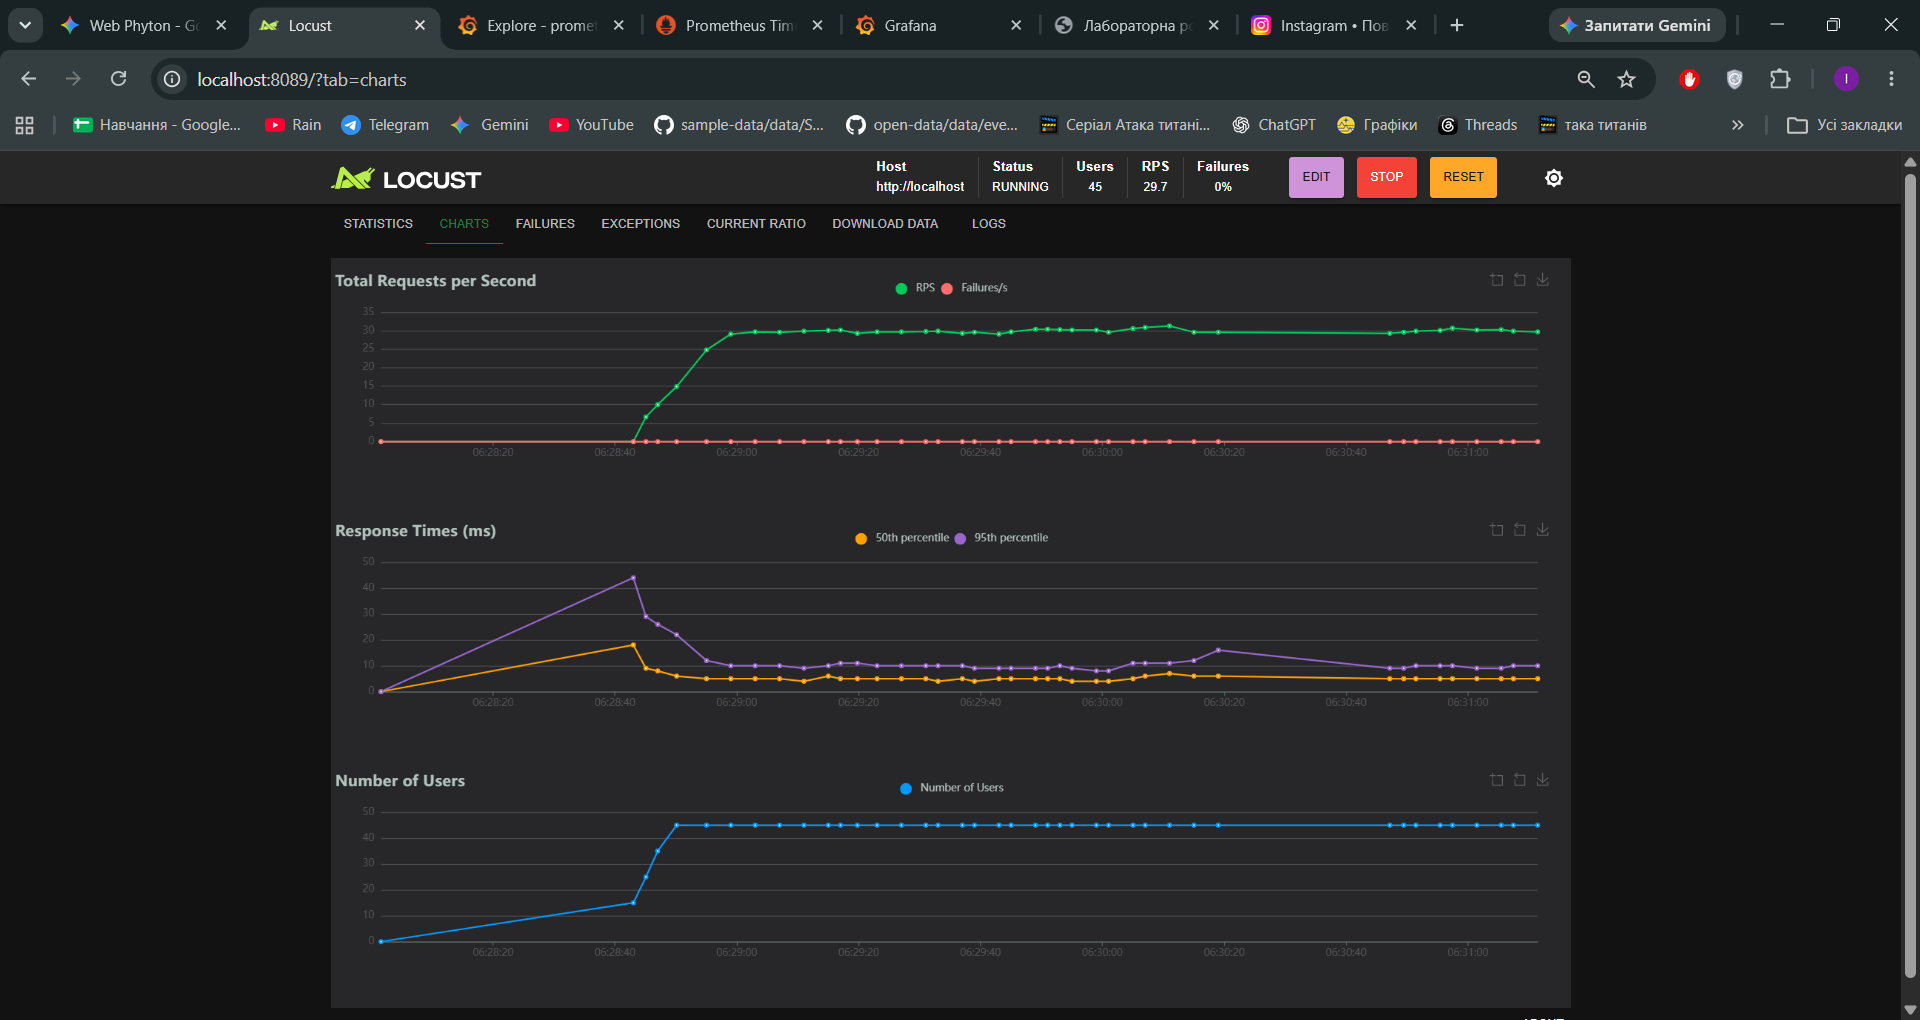 Web Phyton - Go
Locust
Explore - promet
Prometheus Tim
Grafana
Лабораторна р
Instagram • Пов
Запитати Gemini
localhost:8089/?tab=charts
I
Навчання - Google...
Rain
Telegram
Gemini
YouTube
sample-data/data/S...
open-data/data/eve...
Серіал Атака титані...
ChatGPT
Графіки
Threads
така титанів
»
Усі закладки
LOCUST
Host
http://localhost
Status
RUNNING
Users
45
RPS
29.7
Failures
0%
EDIT
STOP
RESET
STATISTICS
CHARTS
FAILURES
EXCEPTIONS
CURRENT RATIO
DOWNLOAD DATA
LOGS
Total Requests per Second
RPS
Failures/s
35
30
25
20
15
10
5
0
06:28:20
06:28:40
06:29:00
06:29:20
06:29:40
06:30:00
06:30:20
06:30:40
06:31:00
Response Times (ms)
50th percentile
95th percentile
50
40
30
20
10
0
06:28:20
06:28:40
06:29:00
06:29:20
06:29:40
06:30:00
06:30:20
06:30:40
06:31:00
Number of Users
Number of Users
50
40
30
20
10
0
06:28:20
06:28:40
06:29:00
06:29:20
06:29:40
06:30:00
06:30:20
06:30:40
06:31:00